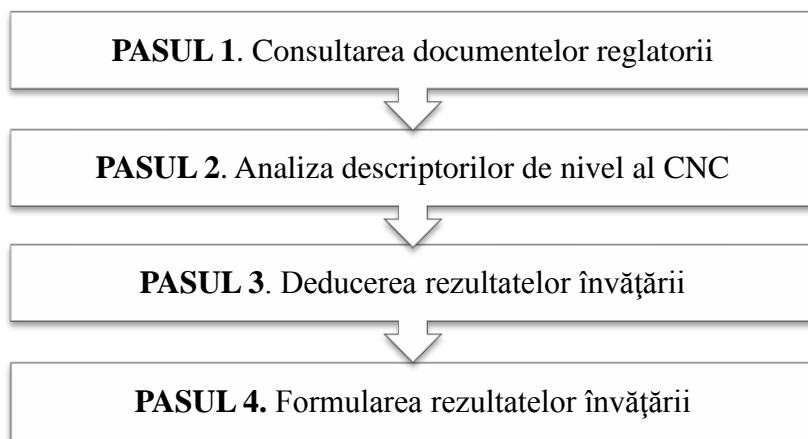 PASUL 1. Consultarea documentelor reglatorii
PASUL 2. Analiza descriptorilor de nivel al CNC
PASUL 3. Deducerea rezultatelor învăţării
PASUL 4. Formularea rezultatelor învăţării